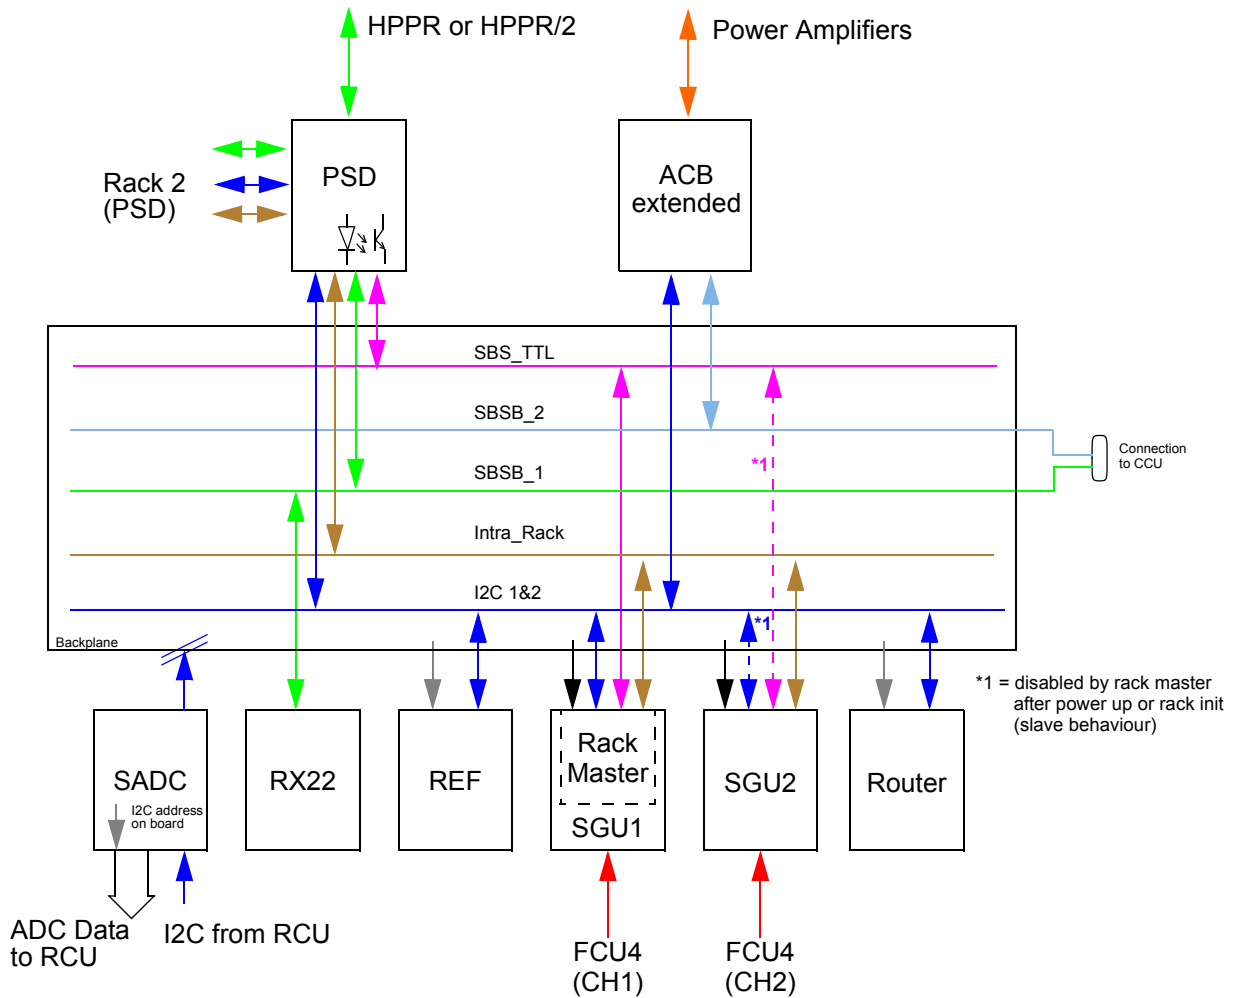 HPPR or HPPR/2
Power Amplifiers
Rack 2
(PSD)
PSD
ACB
extended
SBS_TTL
SBSB_2
*1
SBSB_1
Connection
to CCU
Intra_Rack
I2C 1&2
*1
Backplane
*1 = disabled by rack master
after power up or rack init
(slave behaviour)
SADC
I2C address
on board
RX22
REF
Rack
Master
SGU1
SGU2
Router
ADC Data
to RCU
I2C from RCU
FCU4
(CH1)
FCU4
(CH2)